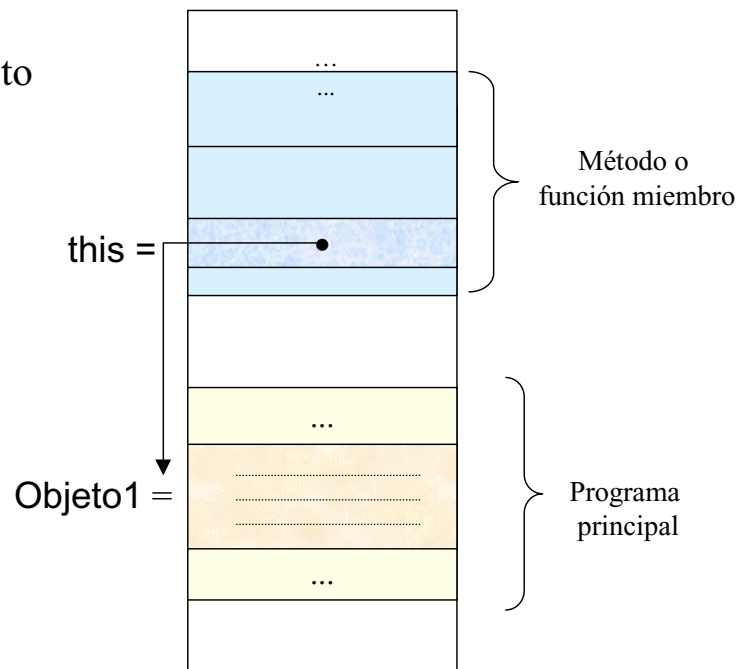 to
...
...
Método o
función miembro
this =
...
Objeto1 =
Programa
principal
...